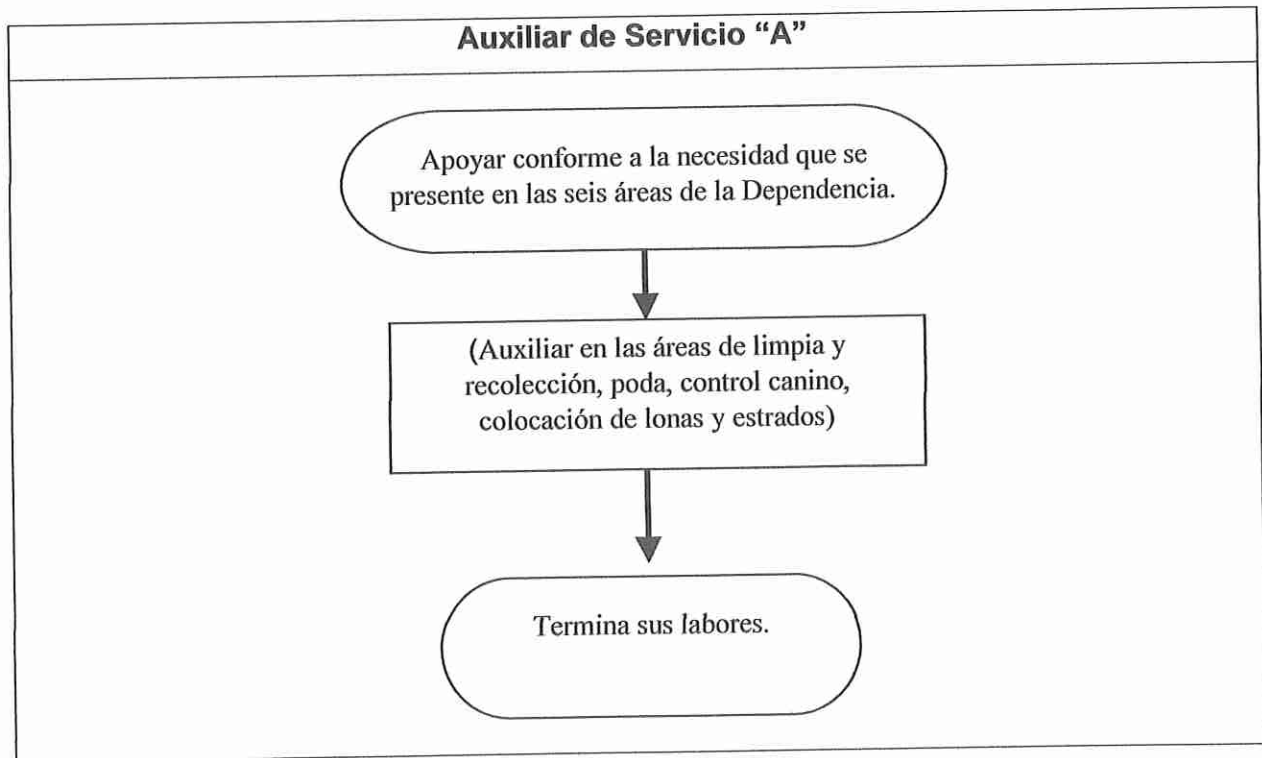 Auxiliar de Servicio “A”
Apoyar conforme a la necesidad que se
presente en las seis áreas de la Dependencia.
(Auxiliar en las áreas de limpia y
recolección, poda, control canino,
colocación de lonas y estrados)
Termina sus labores.